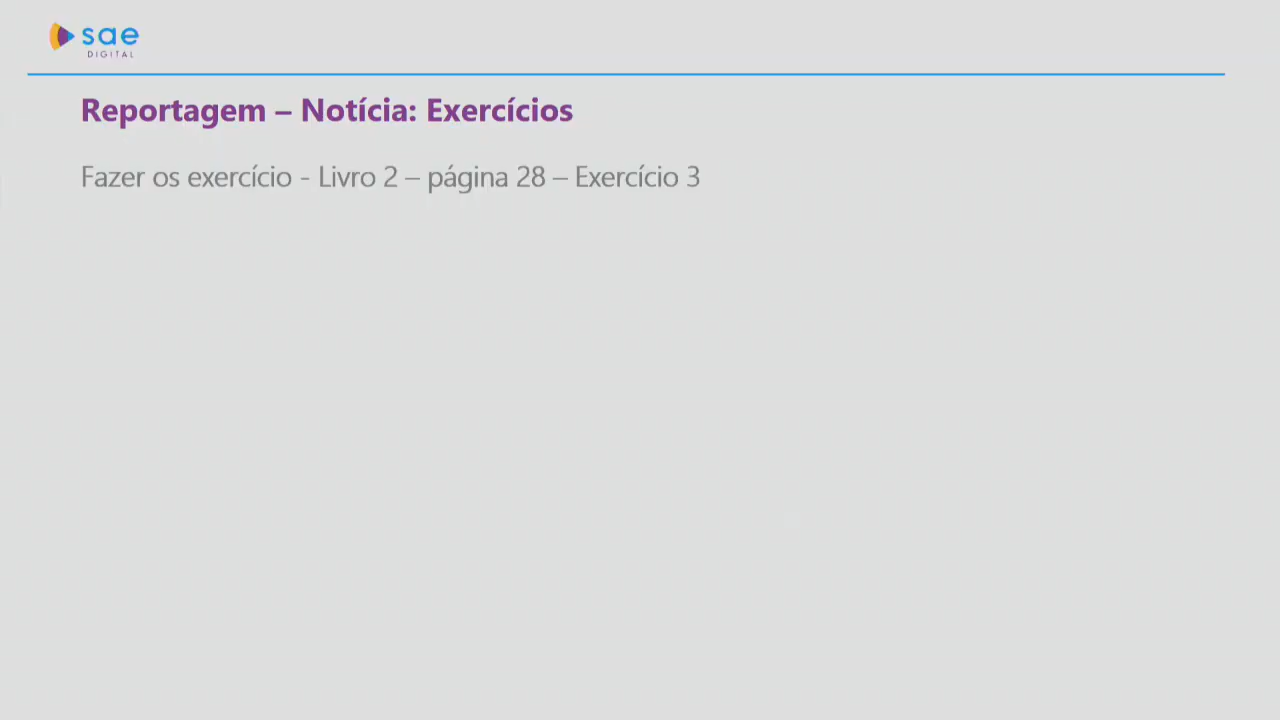 sae
DIGITAL
Reportagem – Notícia: Exercícios
Fazer os exercício - Livro 2 – página 28 – Exercício 3